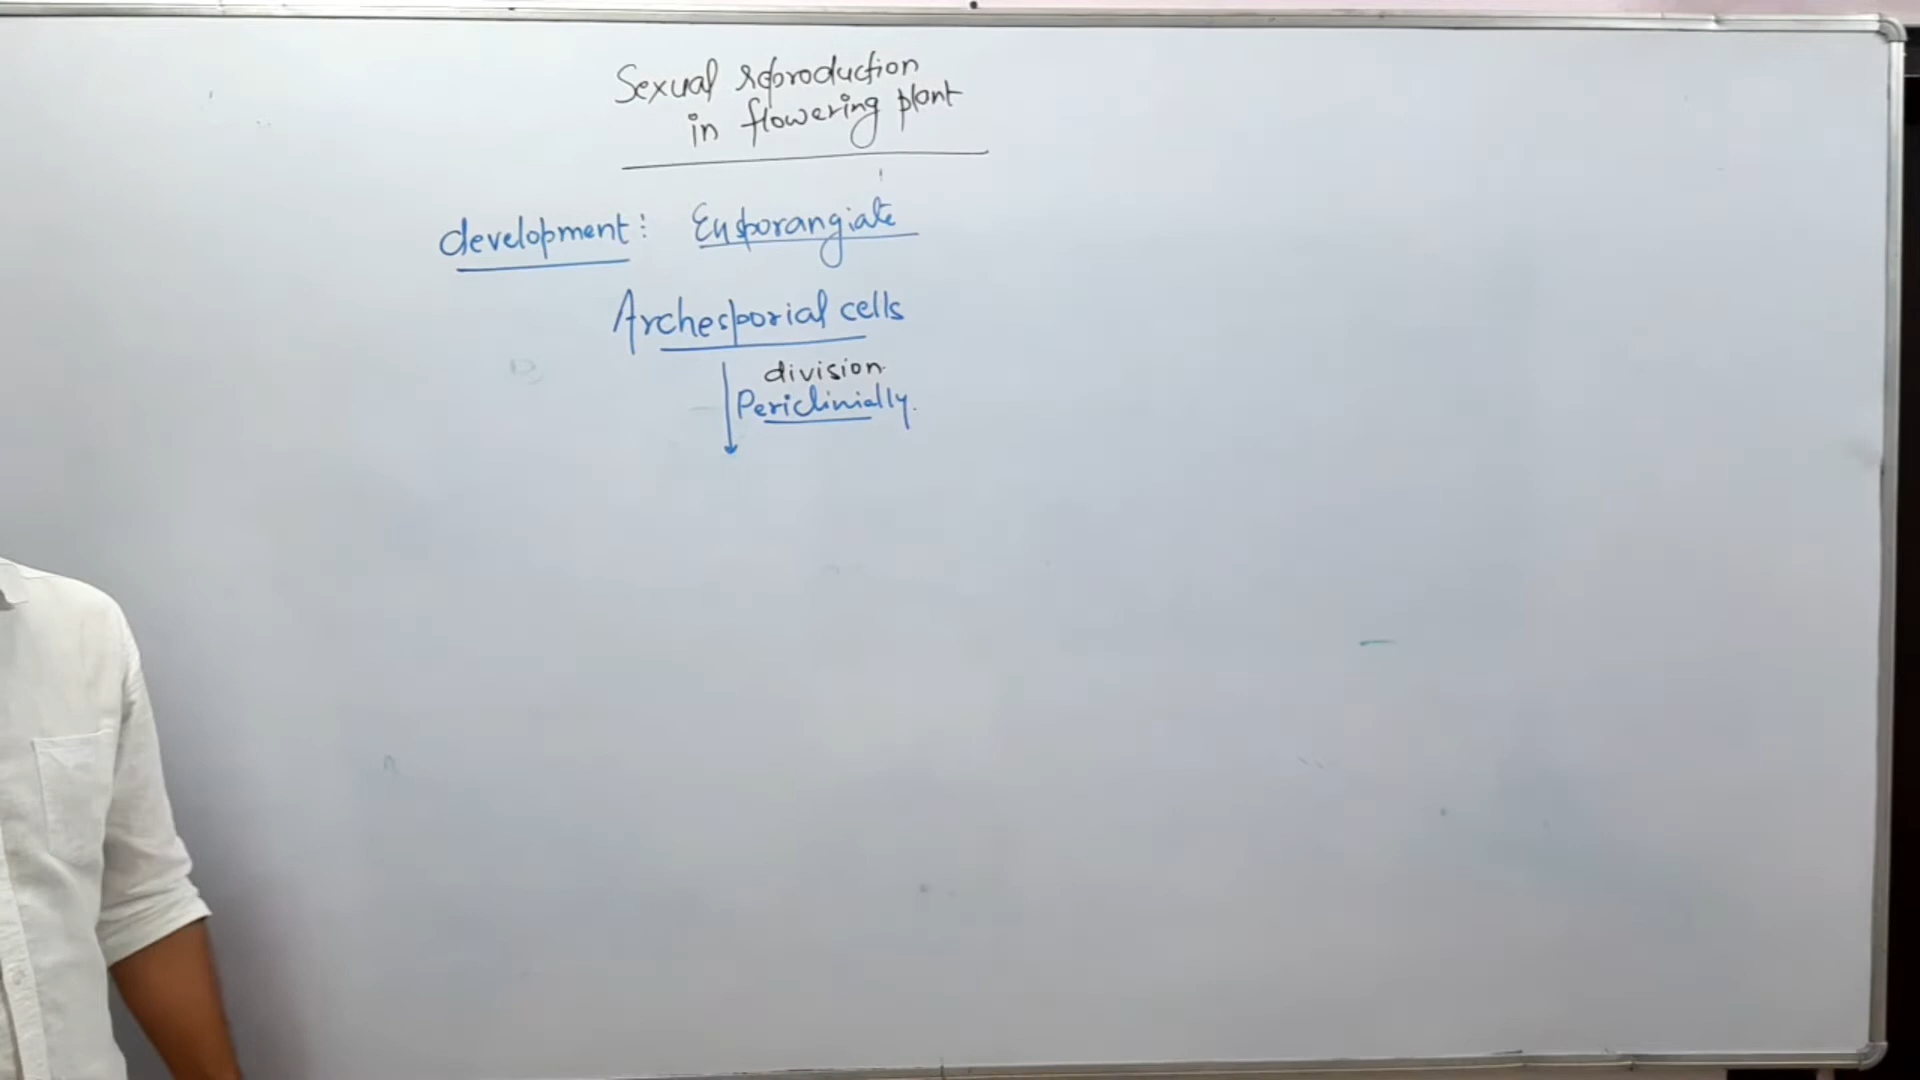 Sexual reproduction
in flowering plant
development: Eusporangiate
Archesporial cells
division
Periclinially.